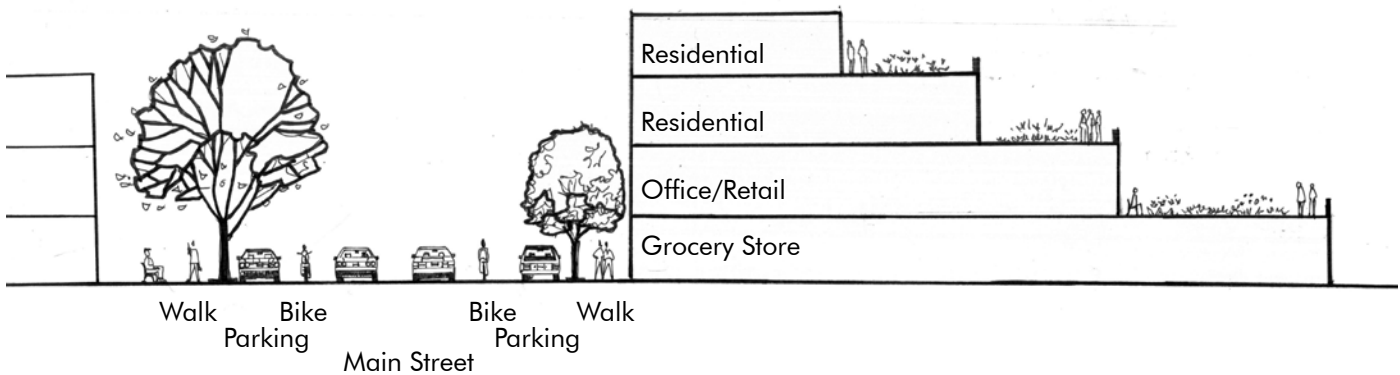 Residential
Residential
Office/Retail
Grocery Store
Walk Bike Bike Walk
Parking Parking
Main Street